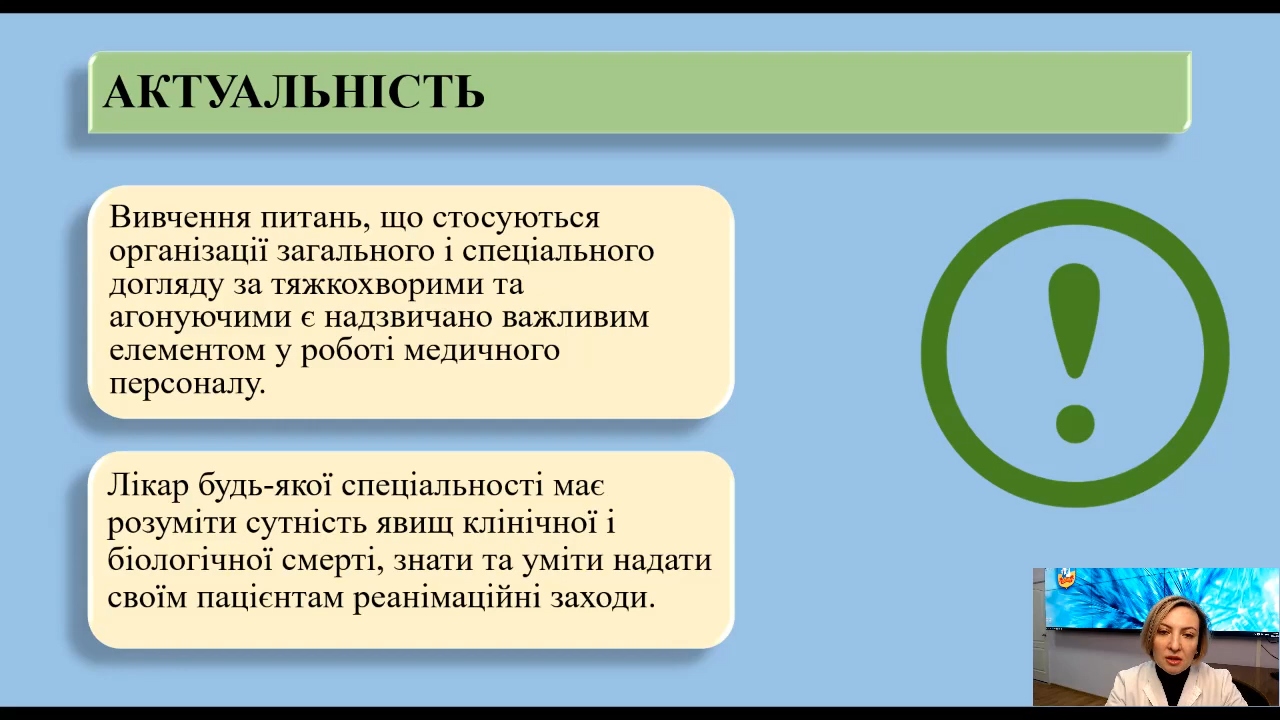 АКТУАЛЬНІСТЬ
Вивчення питань, що стосуються
організації загального і спеціального
догляду за тяжкохворими та
агонуючими є надзвичано важливим
елементом у роботі медичного
персоналу.
Лікар будь-якої спеціальності має
розуміти сутність явищ клінічної і
біологічної смерті, знати та уміти надати
своїм пацієнтам реанімаційні заходи.